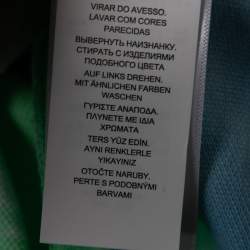 VIRAR DO AVESSO.
LAVAR COM CORES
PARECIDAS
ВЫВЕРНУТЬ НАИЗНАНКУ.
СТИРАТЬ С ИЗДЕЛИЯМИ
ПОДОБНОГО ЦВЕТА
AUF LINKS DREHEN.
MIT ÄHNLICHEN FARBEN
WASCHEN
ΓΥΡΙΣΤΕ ΑΝΑΠΟΔΑ.
ΠΛΥΝΕΤΕ ΜΕ ΙΔΙΑ
ΧΡΩΜΑΤΑ
TERS YÜZ EDİN.
AYNI RENKLERLE
YIKAYINIZ
OTOČTE NARUBY.
PERTE S PODOBNÝMI
BARVAMI